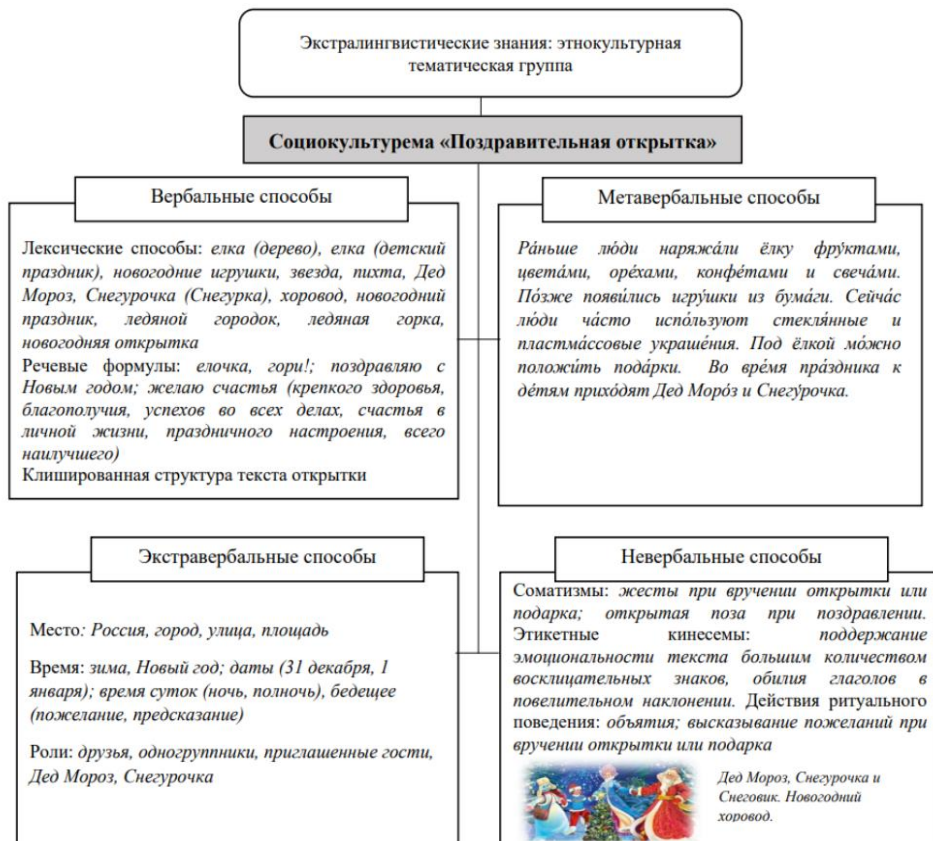 Экстралингвистические знания: этнокультурная
тематическая группа
Социокультурема «Поздравительная открытка»
Вербальные способы
Лексические способы: елка (дерево), елка (детский
праздник), новогодние игрушки, звезда, пихта, Дед
Мороз, Снегурочка (Снегурка), хоровод, новогодний
праздник, ледяной городок, ледяная горка,
новогодняя открытка
Речевые формулы: елочка, гори!; поздравляю с
Новым годом; желаю счастья (крепкого здоровья,
благополучия, успехов во всех делах, счастья в
личной жизни, праздничного настроения, всего
наилучшего)
Клишированная структура текста открытки
Метавербальные способы
Ра́ньше лю́ди наряжа́ли ёлку фру́ктами,
цвета́ми, оре́хами, конфе́тами и свеча́ми.
По́зже появи́лись игру́шки из бума́ги. Сейча́с
лю́ди ча́сто испо́льзуют стекля́нные и
пластма́ссовые украше́ния. Под ёлкой мо́жно
положи́ть пода́рки. Во вре́мя пра́здника к
де́тям прихо́дят Дед Моро́з и Снегу́рочка.
Экстравербальные способы
Место: Россия, город, улица, площадь
Время: зима, Новый год; даты (31 декабря, 1
января); время суток (ночь, полночь), бедещее
(пожелание, предсказание)
Роли: друзья, одногруппники, приглашенные гости,
Дед Мороз, Снегурочка
Невербальные способы
Соматизмы: жесты при вручении открытки или
подарка; открытая поза при поздравлении.
Этикетные кинесемы: поддержание
эмоциональности текста большим количеством
восклицательных знаков, обилия глаголов в
повелительном наклонении. Действия ритуального
поведения: объятия; высказывание пожеланий при
вручении открытки или подарка
Дед Мороз, Снегурочка и
Снеговик. Новогодний
хоровод.